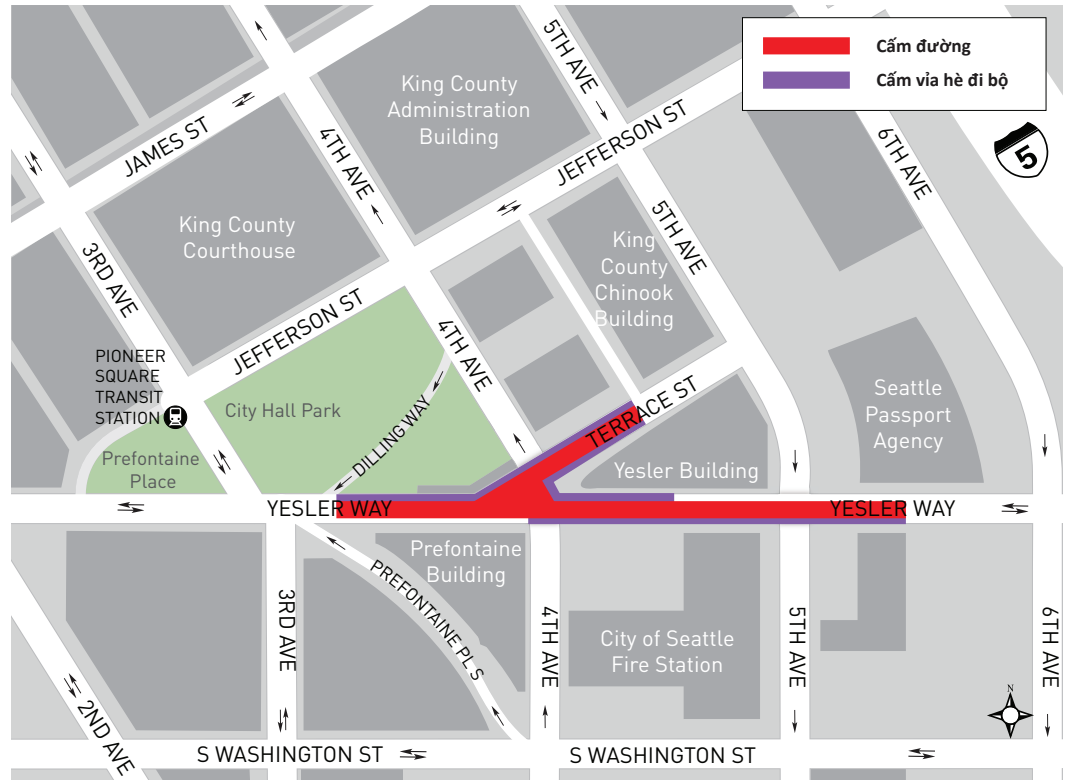 Cấm đường
Cấm vỉa hè đi bộ
5TH AVE
6TH AVE
5
King County
Administration
Building
JAMES ST
4TH AVE
JEFFERSON ST
King County
Courthouse
3RD AVE
5TH AVE
King
County
Chinook
Building
JEFFERSON ST
4TH AVE
PIONEER
SQUARE
TRANSIT
STATION
City Hall Park
DILLING WAY
TERRACE ST
Seattle
Passport
Agency
Prefontaine
Place
Yesler Building
YESLER WAY
YESLER WAY
Prefontaine
Building
PREFONTAINE PL S
3RD AVE
4TH AVE
City of Seattle
Fire Station
5TH AVE
6TH AVE
N
2ND AVE
S WASHINGTON ST
S WASHINGTON ST